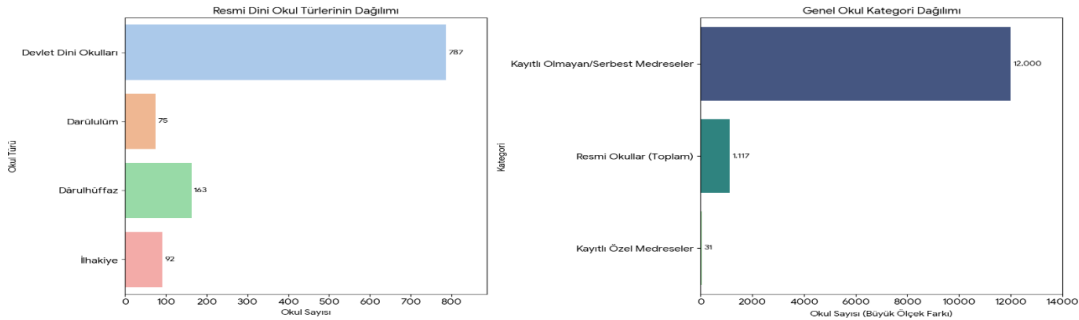 Resmi Dini Okul Türlerinin Dağılımı
Okul Türü
Devlet Dini Okulları
787
Darülulüm
75
Dârulhüffaz
163
İlhakiye
92
0 100 200 300 400 500 600 700 800
Okul Sayısı
Genel Okul Kategori Dağılımı
Kategori
Kayıtlı Olmayan/Serbest Medreseler
12.000
Resmi Okullar (Toplam)
1.117
Kayıtlı Özel Medreseler
31
0 2000 4000 6000 8000 10000 12000 14000
Okul Sayısı (Büyük Ölçek Farkı)